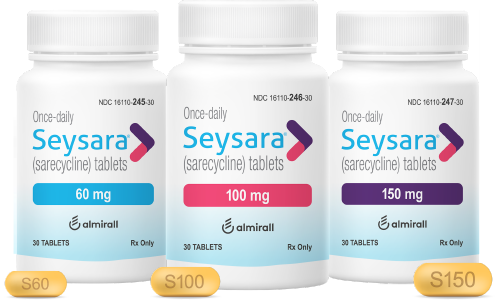 NDC 16110-245-30
Once-daily
Seysara®
(sarecycline) tablets
60 mg
almirall
30 TABLETS Rx Only
S60
NDC 16110-246-30
Once-daily
Seysara®
(sarecycline) tablets
100 mg
almirall
30 TABLETS Rx Only
S100
NDC 16110-247-30
Once-daily
Seysara®
(sarecycline) tablets
150 mg
almirall
30 TABLETS Rx Only
S150